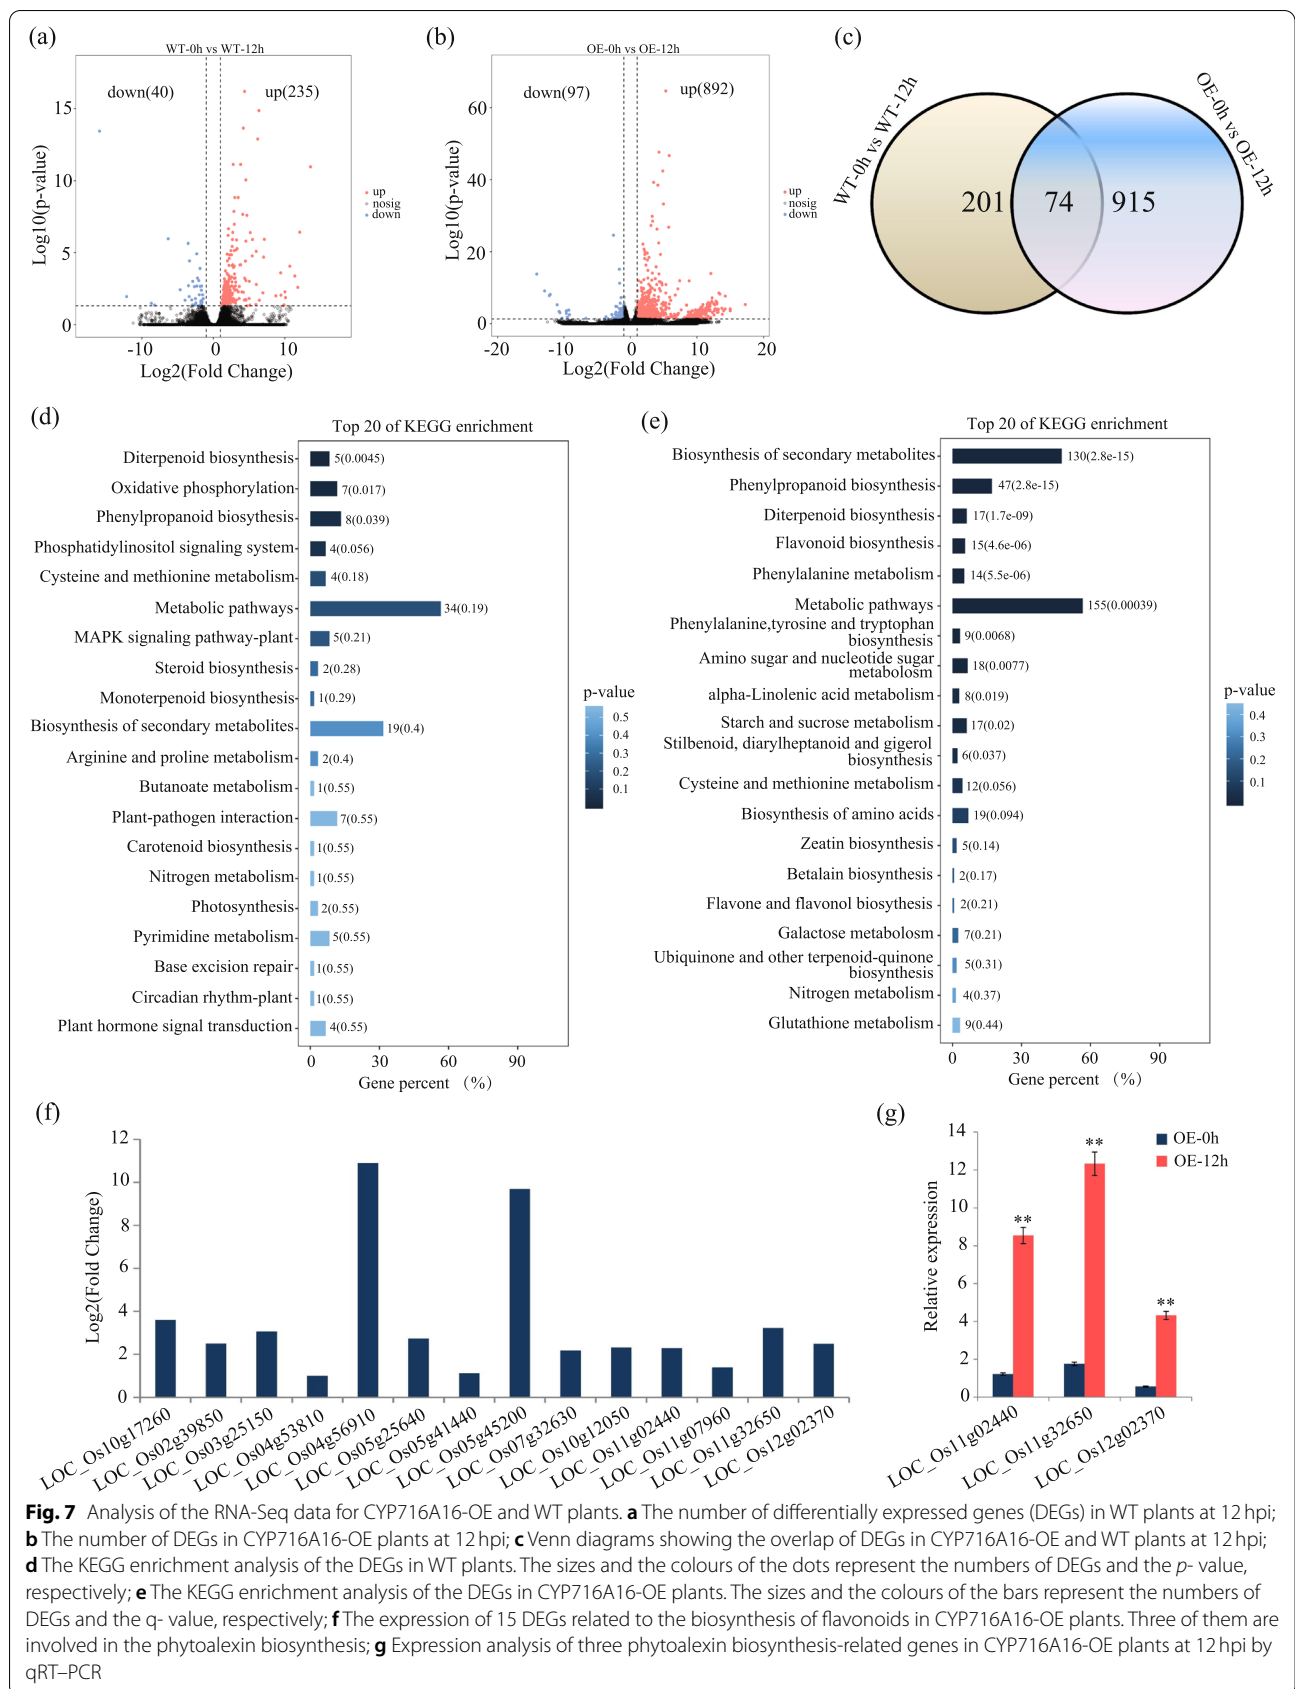 (a)
WT-0h vs WT-12h
down(40)
up(235)
15
10
5
0
Log10(p-value)
-10
0
10
Log2(Fold Change)
up
nosig
down
(b)
OE-0h vs OE-12h
down(97)
up(892)
60
40
20
0
Log10(p-value)
-20
-10
0
10
20
Log2(Fold Change)
up
nosig
down
(c)
WT-0h vs WT-12h
OE-0h vs OE-12h
201
74
915
(d)
Top 20 of KEGG enrichment
Diterpenoid biosynthesis 5(0.0045)
Oxidative phosphorylation 7(0.017)
Phenylpropanoid biosythesis 8(0.039)
Phosphatidylinositol signaling system 4(0.056)
Cysteine and methionine metabolism 4(0.18)
Metabolic pathways 34(0.19)
MAPK signaling pathway-plant 5(0.21)
Steroid biosynthesis 2(0.28)
Monoterpenoid biosynthesis 1(0.29)
Biosynthesis of secondary metabolites 19(0.4)
Arginine and proline metabolism 2(0.4)
Butanoate metabolism 1(0.55)
Plant-pathogen interaction 7(0.55)
Carotenoid biosynthesis 1(0.55)
Nitrogen metabolism 1(0.55)
Photosynthesis 2(0.55)
Pyrimidine metabolism 5(0.55)
Base excision repair 1(0.55)
Circadian rhythm-plant 1(0.55)
Plant hormone signal transduction 4(0.55)
0 30 60 90
Gene percent （%）
p-value
0.5
0.4
0.3
0.2
0.1
(e)
Top 20 of KEGG enrichment
Biosynthesis of secondary metabolites 130(2.8e-15)
Phenylpropanoid biosynthesis 47(2.8e-15)
Diterpenoid biosynthesis 17(1.7e-09)
Flavonoid biosynthesis 15(4.6e-06)
Phenylalanine metabolism 14(5.5e-06)
Metabolic pathways 155(0.00039)
Phenylalanine,tyrosine and tryptophan
biosynthesis 9(0.0068)
Amino sugar and nucleotide sugar
metabolosm 18(0.0077)
alpha-Linolenic acid metabolism 8(0.019)
Starch and sucrose metabolism 17(0.02)
Stilbenoid, diarylheptanoid and gigerol
biosynthesis 6(0.037)
Cysteine and methionine metabolism 12(0.056)
Biosynthesis of amino acids 19(0.094)
Zeatin biosynthesis 5(0.14)
Betalain biosynthesis 2(0.17)
Flavone and flavonol biosythesis 2(0.21)
Galactose metabolosm 7(0.21)
Ubiquinone and other terpenoid-quinone
biosynthesis 5(0.31)
Nitrogen metabolism 4(0.37)
Glutathione metabolism 9(0.44)
0 30 60 90
Gene percent （%）
p-value
0.4
0.3
0.2
0.1
(f)
12
10
8
6
4
2
0
Log2(Fold Change)
LOC_Os10g17260
LOC_Os02g39850
LOC_Os03g25150
LOC_Os04g53810
LOC_Os04g56910
LOC_Os05g25640
LOC_Os05g41440
LOC_Os05g45200
LOC_Os07g32630
LOC_Os10g12050
LOC_Os11g02440
LOC_Os11g07960
LOC_Os11g32650
LOC_Os12g02370
(g)
14
12
10
8
6
4
2
0
Relative expression
**
**
**
OE-0h
OE-12h
LOC_Os11g02440
LOC_Os11g32650
LOC_Os12g02370
Fig. 7 Analysis of the RNA-Seq data for CYP716A16-OE and WT plants. a The number of differentially expressed genes (DEGs) in WT plants at 12 hpi;
b The number of DEGs in CYP716A16-OE plants at 12 hpi; c Venn diagrams showing the overlap of DEGs in CYP716A16-OE and WT plants at 12 hpi;
d The KEGG enrichment analysis of the DEGs in WT plants. The sizes and the colours of the dots represent the numbers of DEGs and the p- value,
respectively; e The KEGG enrichment analysis of the DEGs in CYP716A16-OE plants. The sizes and the colours of the bars represent the numbers of
DEGs and the q- value, respectively; f The expression of 15 DEGs related to the biosynthesis of flavonoids in CYP716A16-OE plants. Three of them are
involved in the phytoalexin biosynthesis; g Expression analysis of three phytoalexin biosynthesis-related genes in CYP716A16-OE plants at 12 hpi by
qRT–PCR